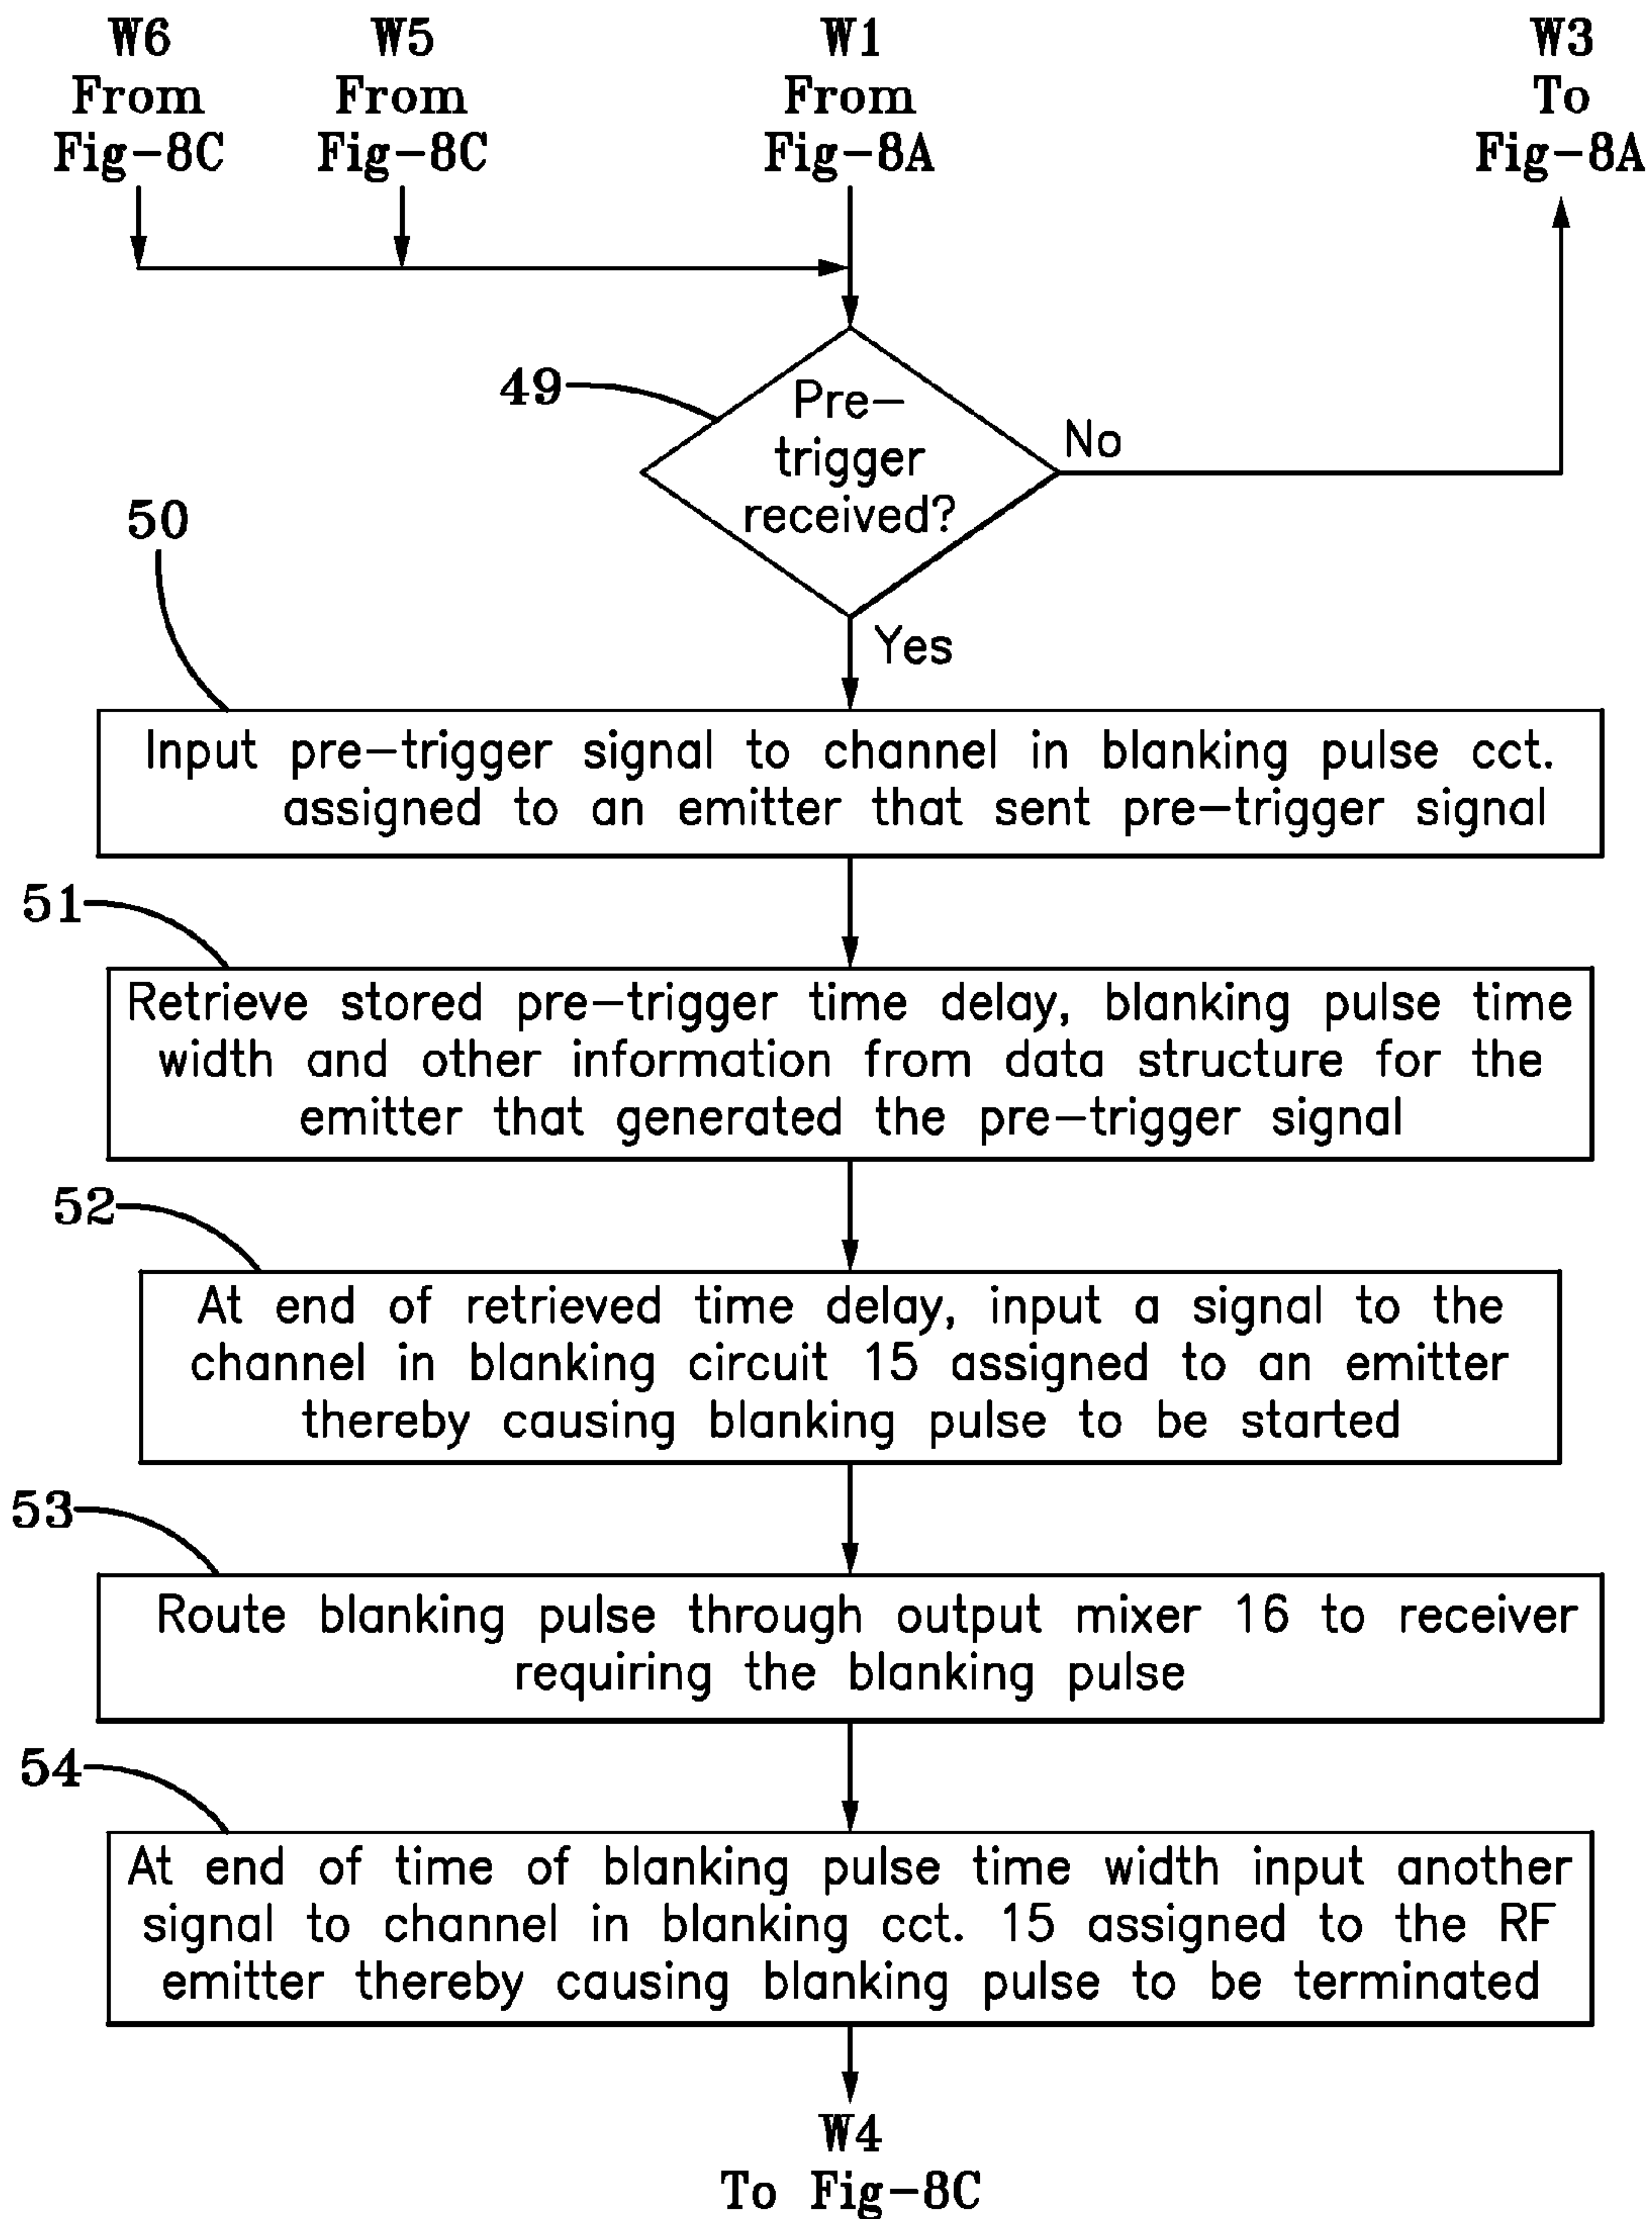 W6
From
Fig-8C
W5
From
Fig-8C
W1
From
Fig-8A
W3
To
Fig-8A
49
Pre-
trigger
received?
No
Yes
50
Input pre-trigger signal to channel in blanking pulse cct.
assigned to an emitter that sent pre-trigger signal
51
Retrieve stored pre-trigger time delay, blanking pulse time
width and other information from data structure for the
emitter that generated the pre-trigger signal
52
At end of retrieved time delay, input a signal to the
channel in blanking circuit 15 assigned to an emitter
thereby causing blanking pulse to be started
53
Route blanking pulse through output mixer 16 to receiver
requiring the blanking pulse
54
At end of time of blanking pulse time width input another
signal to channel in blanking cct. 15 assigned to the RF
emitter thereby causing blanking pulse to be terminated
W4
To Fig-8C